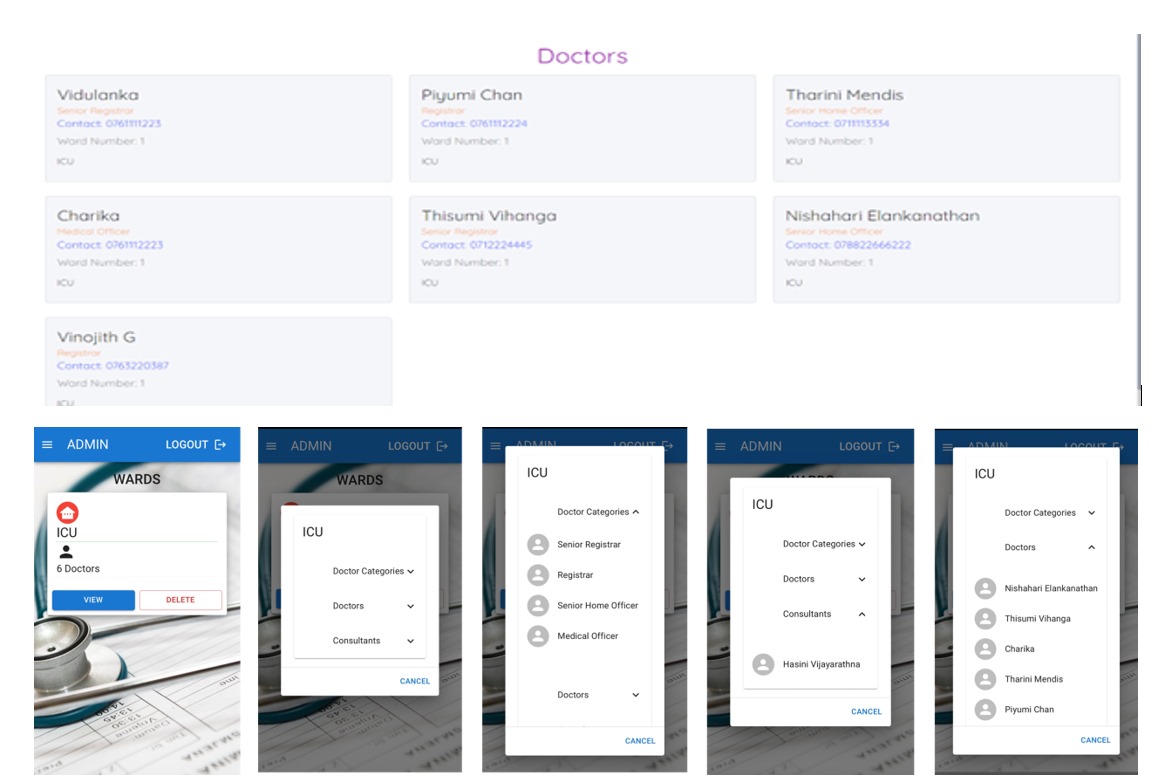 Doctors
Vidulanka
Senior Registrar
Contact: 0761111223
Ward Number: 1
ICU
Piyumi Chan
Registrar
Contact: 0761112224
Ward Number: 1
ICU
Tharini Mendis
Senior Home Officer
Contact: 0711113334
Ward Number: 1
ICU
Charika
Medical Officer
Contact: 0761112223
Ward Number: 1
ICU
Thisumi Vihanga
Senior Registrar
Contact: 0712224445
Ward Number: 1
ICU
Nishahari Elankanathan
Senior Home Officer
Contact: 078822666222
Ward Number: 1
ICU
Vinojith G
Registrar
Contact: 0763220387
Ward Number: 1
ICU
ADMIN LOGOUT
WARDS
ICU
6 Doctors
VIEW DELETE
ADMIN LOGOUT
WARDS
ICU
Doctor Categories
Doctors
Consultants
CANCEL
ADMIN LOGOUT
ICU
Doctor Categories
Senior Registrar
Registrar
Senior Home Officer
Medical Officer
Doctors
CANCEL
ADMIN LOGOUT
ICU
Doctor Categories
Doctors
Consultants
Hasini Vijayarathna
CANCEL
ADMIN LOGOUT
ICU
Doctor Categories
Doctors
Nishahari Elankanathan
Thisumi Vihanga
Charika
Tharini Mendis
Piyumi Chan
CANCEL